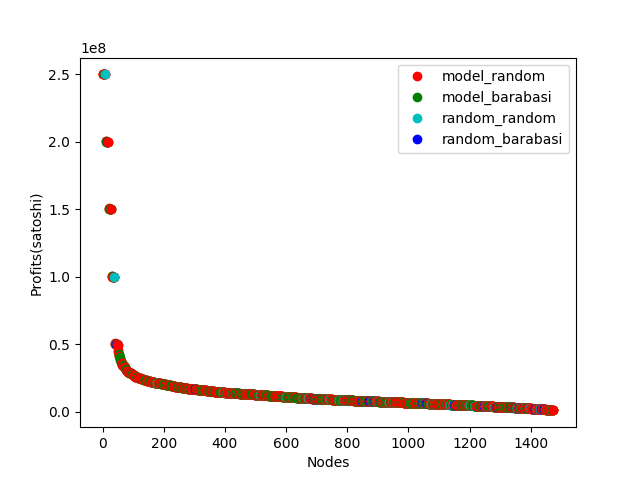 1e8
2.5
2.0
1.5
1.0
0.5
0.0
Profits(satoshi)
model_random
model_barabasi
random_random
random_barabasi
0 200 400 600 800 1000 1200 1400
Nodes